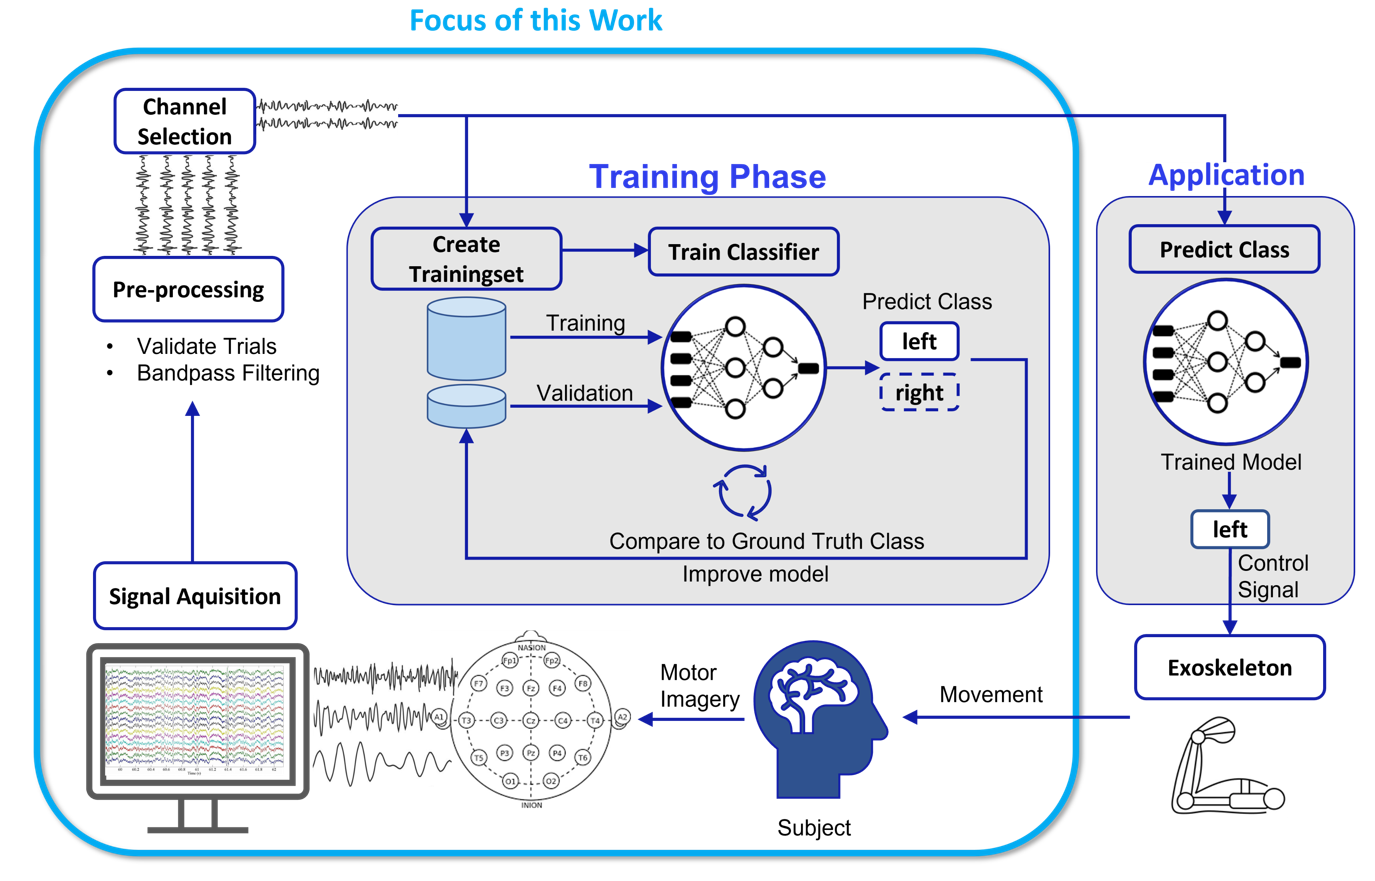 Focus of this Work
Channel
Selection
Training Phase
Application
Create
Trainingset
Train Classifier
Predict Class
Pre-processing
• Validate Trials
• Bandpass Filtering
Training
Validation
Predict Class
left
right
Compare to Ground Truth Class
Improve model
Trained Model
left
Control
Signal
Signal Aquisition
Exoskeleton
Motor
Imagery
Movement
Subject
NASION
Fp1 Fp2
F7 F3 Fz F4 F8
A1 T3 C3 Cz C4 T4 A2
T5 P3 Pz P4 T6
O1 O2
INION